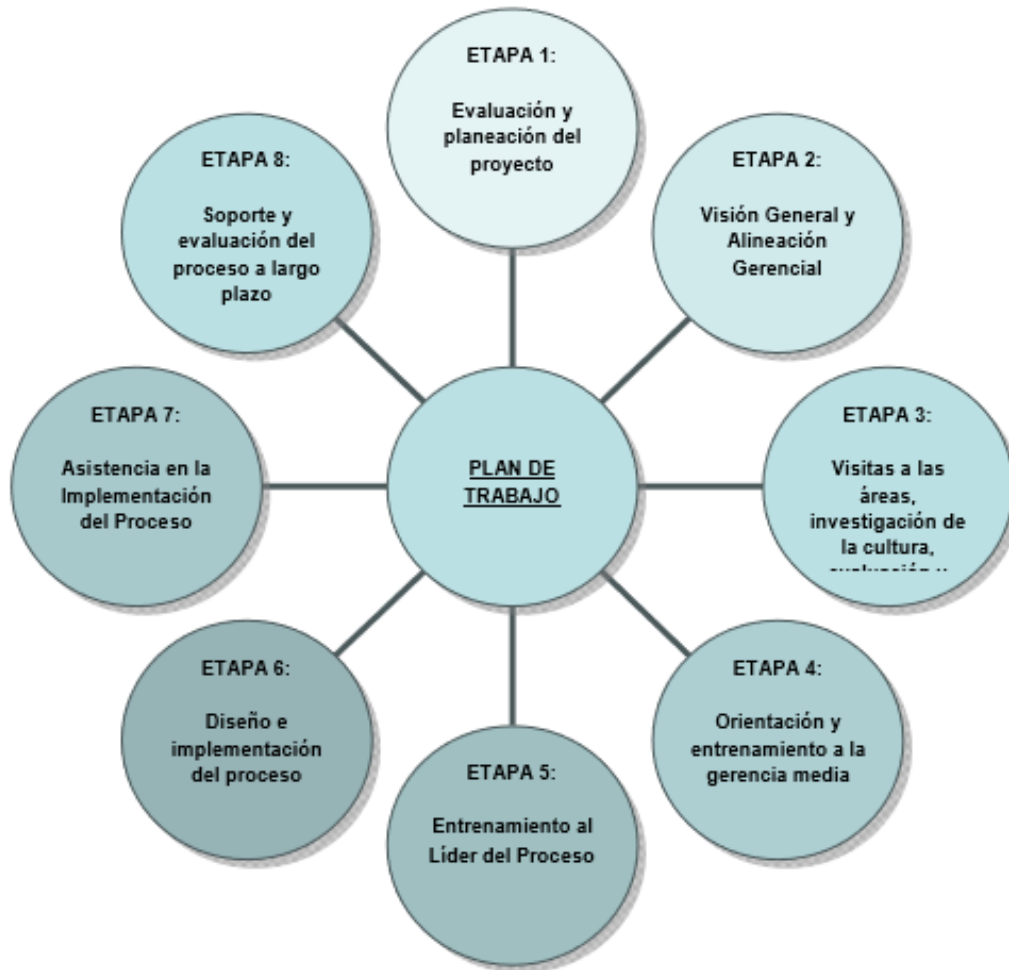 ETAPA 1:
Evaluación y
planeación del
proyecto
ETAPA 2:
Visión General y
Alineación
Gerencial
ETAPA 3:
Visitas a las
áreas,
investigación de
la cultura,
ETAPA 4:
Orientación y
entrenamiento a la
gerencia media
ETAPA 5:
Entrenamiento al
Líder del Proceso
ETAPA 6:
Diseño e
implementación
del proceso
ETAPA 7:
Asistencia en la
Implementación
del Proceso
ETAPA 8:
Soporte y
evaluación del
proceso a largo
plazo
PLAN DE
TRABAJO